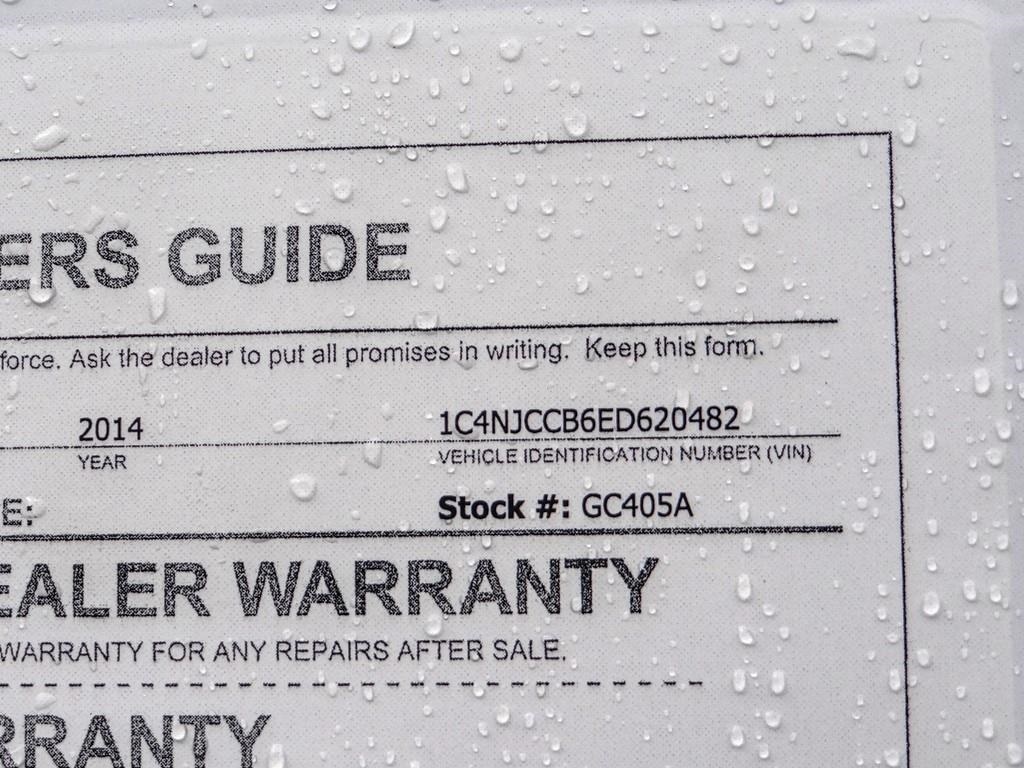 ERS GUIDE
force. Ask the dealer to put all promises in writing. Keep this form.
2014 1C4NJCCB6ED620482
YEAR VEHICLE IDENTIFICATION NUMBER (VIN)
E: Stock #: GC405A
EALER WARRANTY
WARRANTY FOR ANY REPAIRS AFTER SALE.
RRANTY